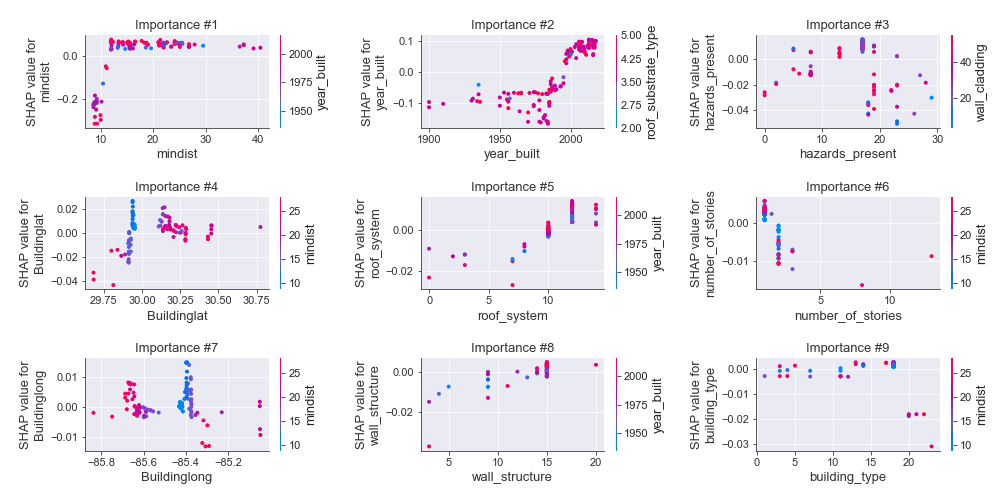 Importance #1
0.0
−0.2
SHAP value for
mindist
10
20
30
40
mindist
2000
1975
1950
year_built
Importance #2
0.1
0.0
−0.1
SHAP value for
year_built
1900
1950
2000
year_built
5.00
4.25
3.50
2.75
2.00
roof_substrate_type
Importance #3
0.00
−0.02
−0.04
SHAP value for
hazards_present
0
10
20
30
hazards_present
40
20
wall_cladding
Importance #4
0.02
0.00
−0.02
−0.04
SHAP value for
Buildinglat
29.75
30.00
30.25
30.50
30.75
Buildinglat
25
20
15
10
mindist
Importance #5
0.00
−0.02
SHAP value for
roof_system
0
5
10
roof_system
2000
1975
1950
year_built
Importance #6
0.00
−0.01
SHAP value for
number_of_stories
5
10
number_of_stories
25
20
15
10
mindist
Importance #7
0.01
0.00
−0.01
SHAP value for
Buildinglong
−85.8
−85.6
−85.4
−85.2
Buildinglong
25
20
15
10
mindist
Importance #8
0.00
−0.02
SHAP value for
wall_structure
5
10
15
20
wall_structure
2000
1975
1950
year_built
Importance #9
0.00
−0.01
−0.02
−0.03
SHAP value for
building_type
1
5
10
15
20
building_type
25
20
15
10
mindist